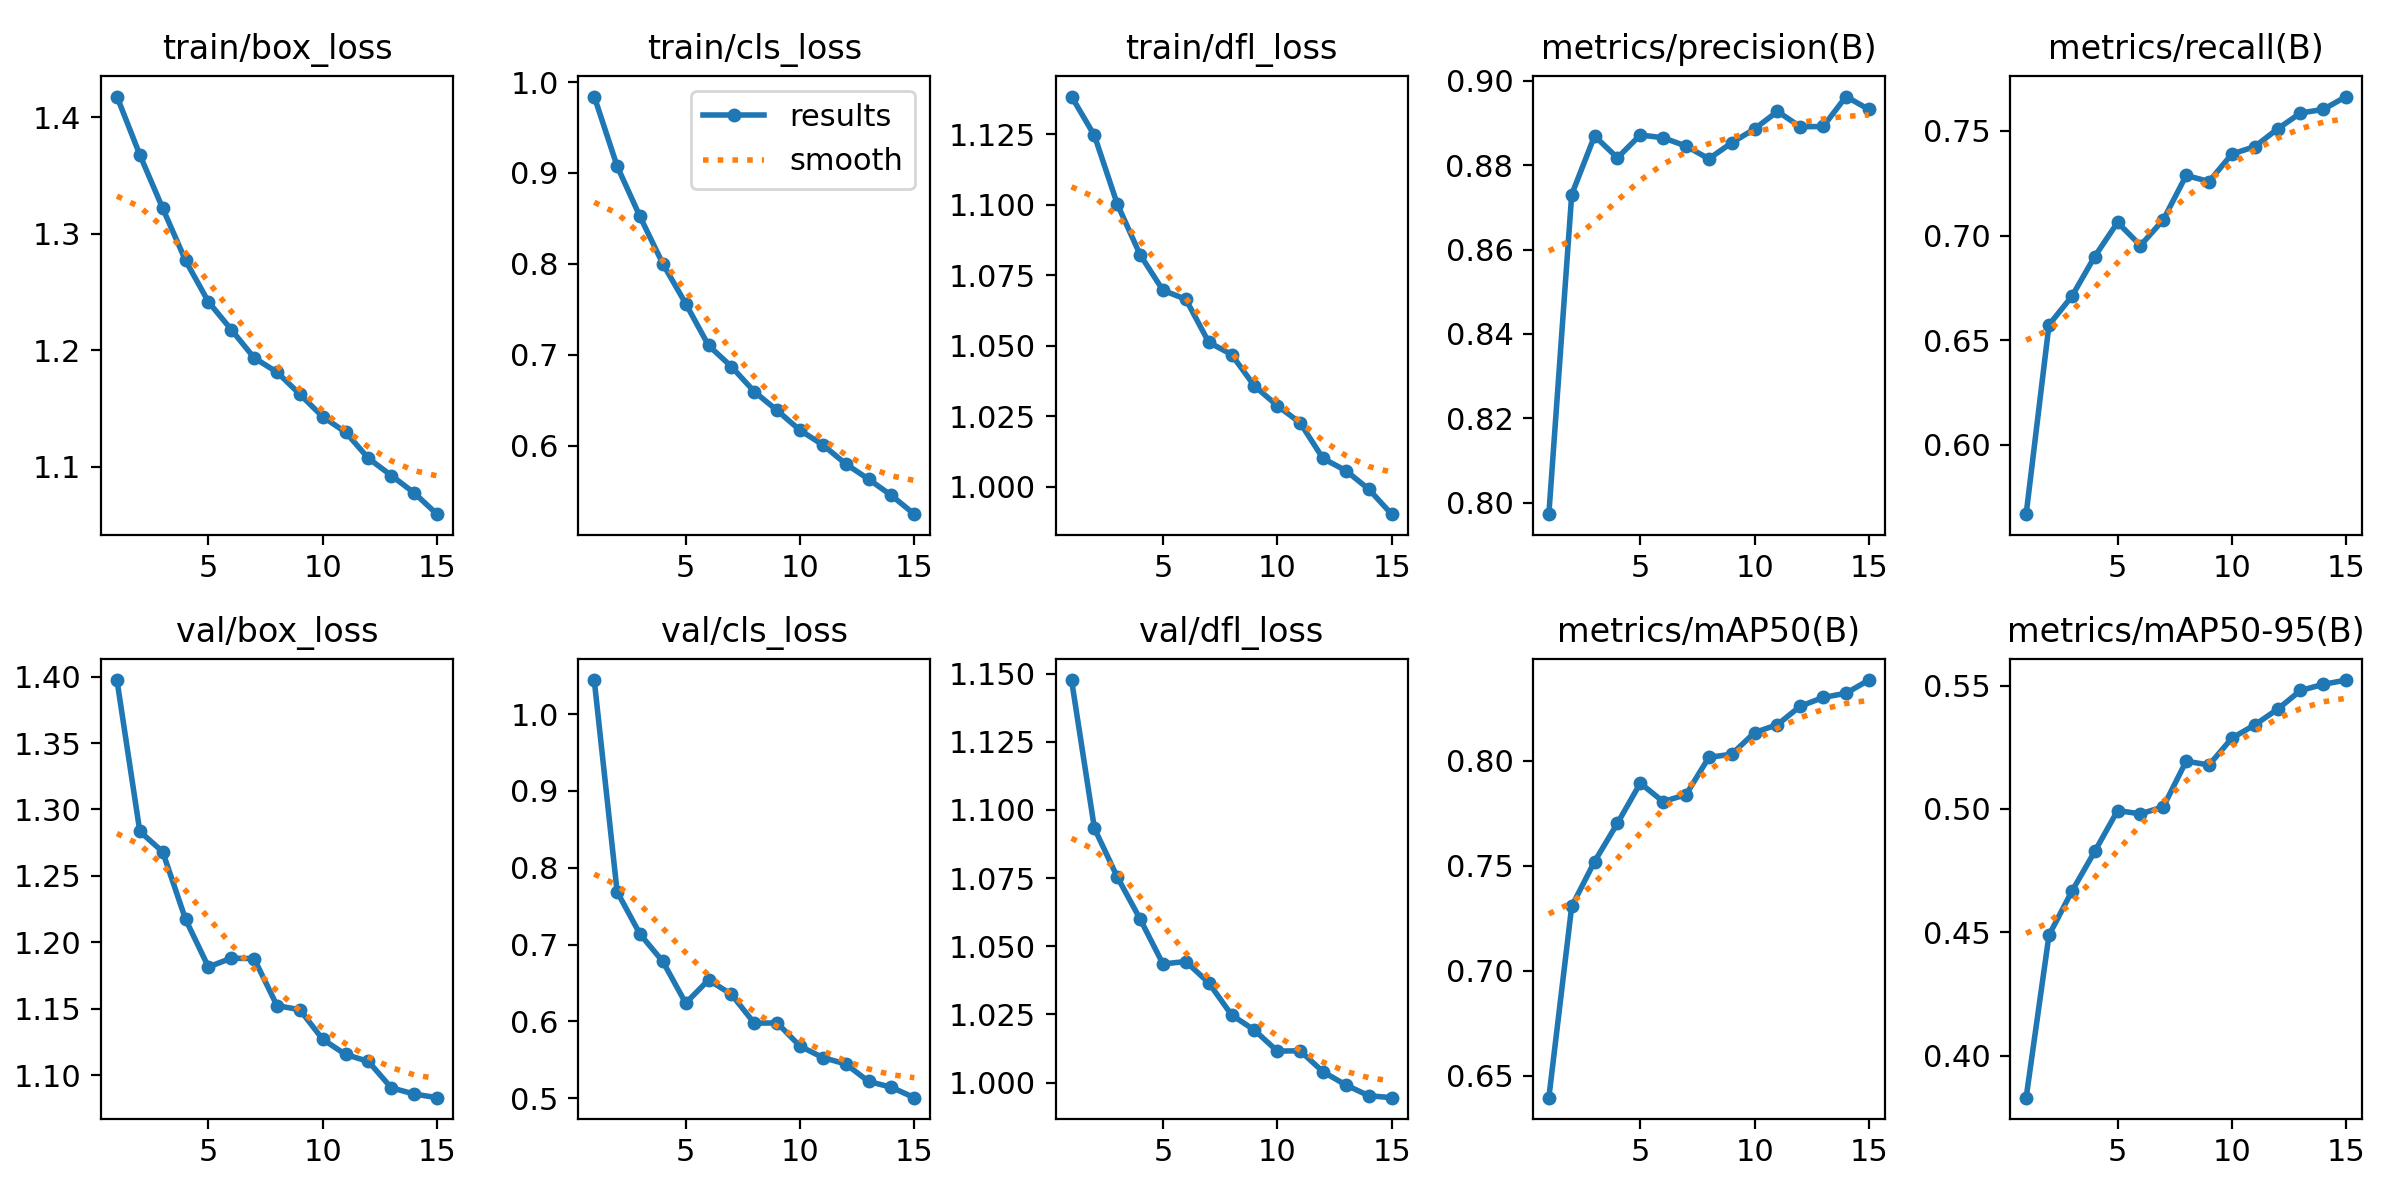 train/box_loss
train/cls_loss
train/dfl_loss
metrics/precision(B)
metrics/recall(B)
1.4
1.3
1.2
1.1
5 10 15
1.0
0.9
0.8
0.7
0.6
5 10 15
results
smooth
1.125
1.100
1.075
1.050
1.025
1.000
5 10 15
0.90
0.88
0.86
0.84
0.82
0.80
5 10 15
0.75
0.70
0.65
0.60
5 10 15
val/box_loss
val/cls_loss
val/dfl_loss
metrics/mAP50(B)
metrics/mAP50-95(B)
1.40
1.35
1.30
1.25
1.20
1.15
1.10
5 10 15
1.0
0.9
0.8
0.7
0.6
0.5
5 10 15
1.150
1.125
1.100
1.075
1.050
1.025
1.000
5 10 15
0.80
0.75
0.70
0.65
5 10 15
0.55
0.50
0.45
0.40
5 10 15